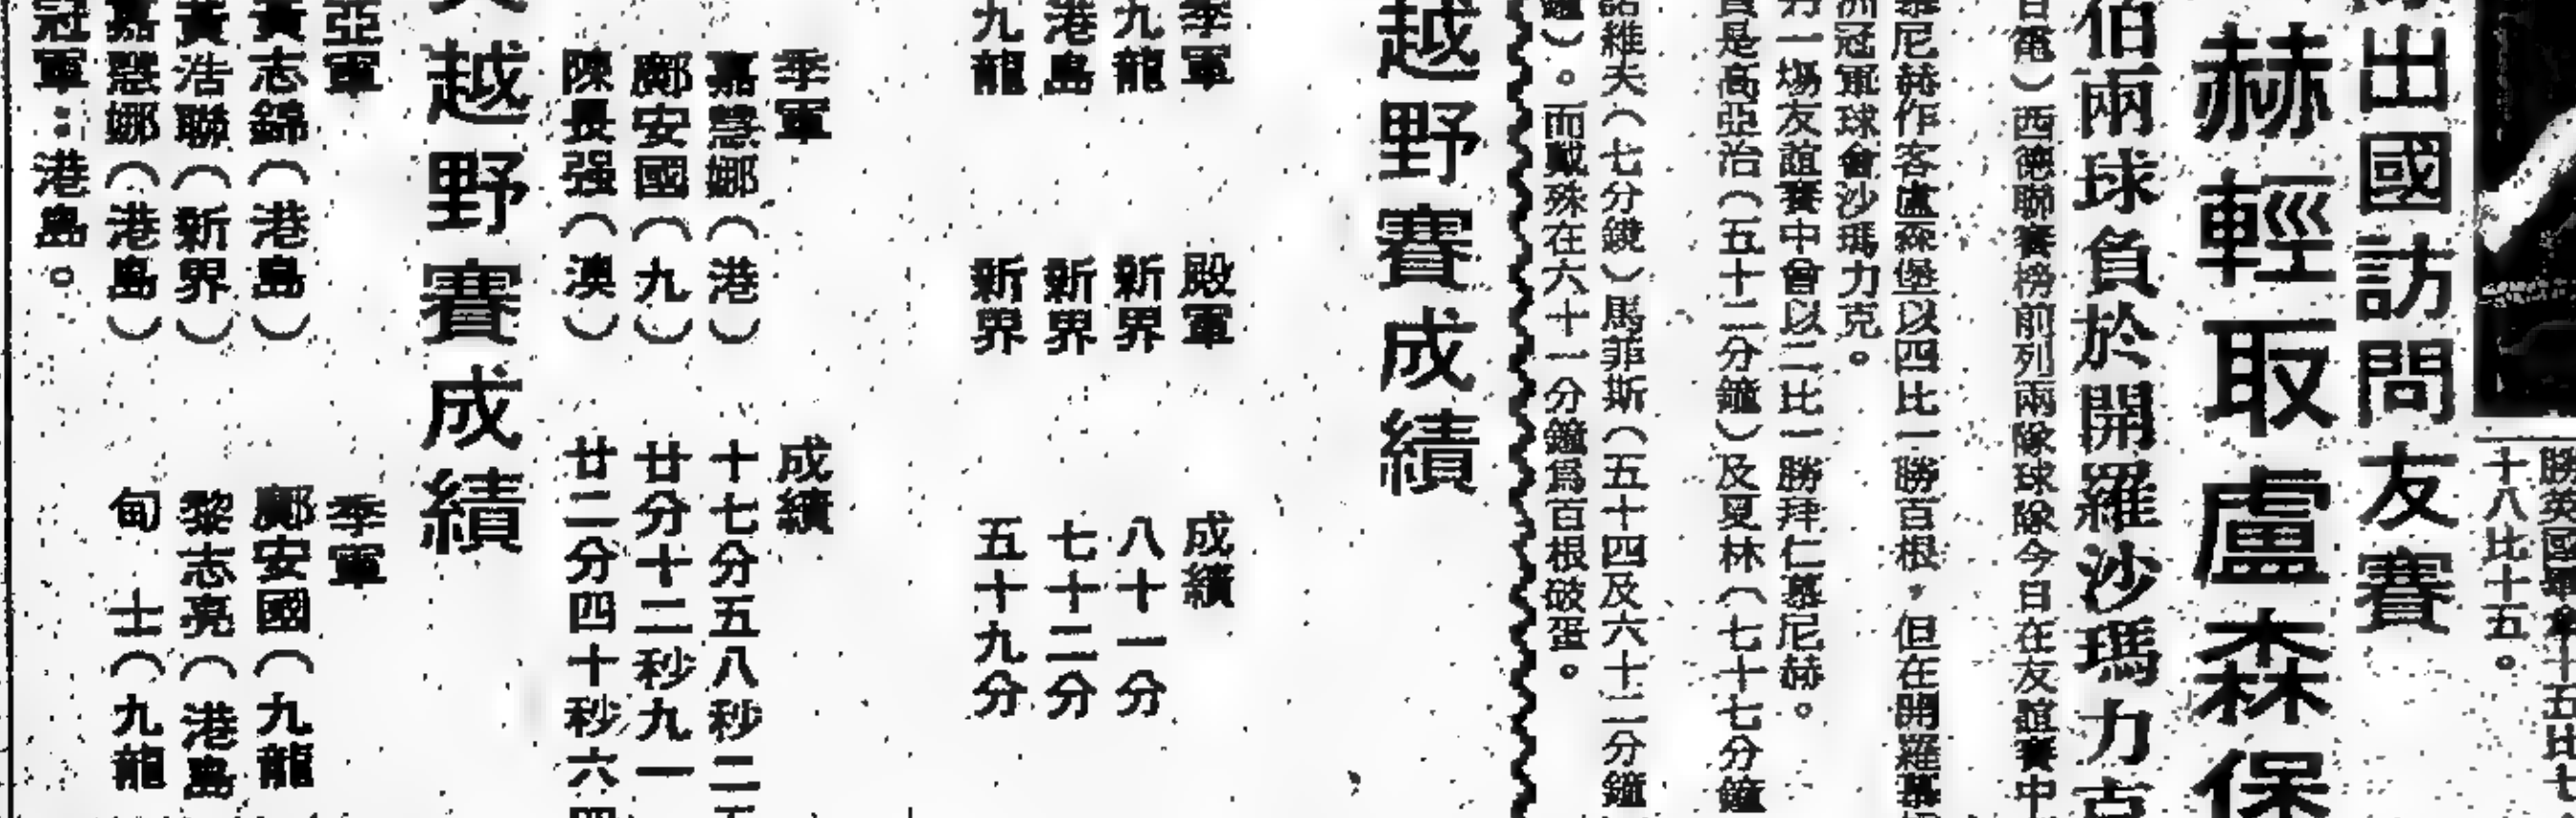 勝英國
十八比十五。
出國訪問友賽
赫輕取盧森保
伯兩球負於開羅沙瑪力克
日電）西德聯賽榜前列兩隊球隊今日在友誼賽中
尼赫作客盧森堡以四比一勝百根，但在開羅
洲冠軍球會沙瑪力克。
一場友誼賽中曾以二比一勝拜仁慕尼赫。
是高亞治（五十二分鐘）及夏林（七十七分鐘
諾維夫（七分鐘）馬菲斯（五十四及六十二分鐘
鐘）。而戴殊在六十一分鐘爲百根破蛋。
越野賽成績
季軍 殿軍 成績
九龍 新界 八十一分
港島 新界 七十二分
九龍 新界 五十九分
季軍 成績
嘉慧娜（港） 十七分五八秒二五
鄺安國（九） 廿分十二秒九一
陳長强（澳） 廿二分四十秒六四
越野賽成績
亞軍 季軍
黃志錦（港島） 鄺安國（九龍
黃浩聯（新界） 黎志亮（港島
嘉慧娜（港島） 甸 士（九龍
冠軍：港島。